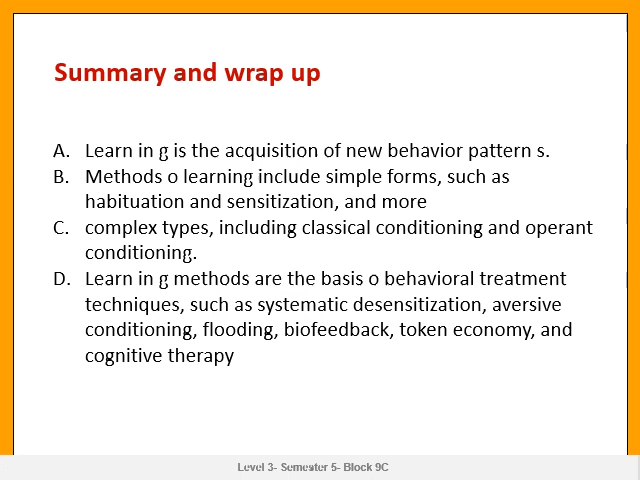 Summary and wrap up
A. Learn in g is the acquisition of new behavior pattern s.
B. Methods o learning include simple forms, such as
habituation and sensitization, and more
C. complex types, including classical conditioning and operant
conditioning.
D. Learn in g methods are the basis o behavioral treatment
techniques, such as systematic desensitization, aversive
conditioning, flooding, biofeedback, token economy, and
cognitive therapy
Level 3- Semester 5- Block 9C